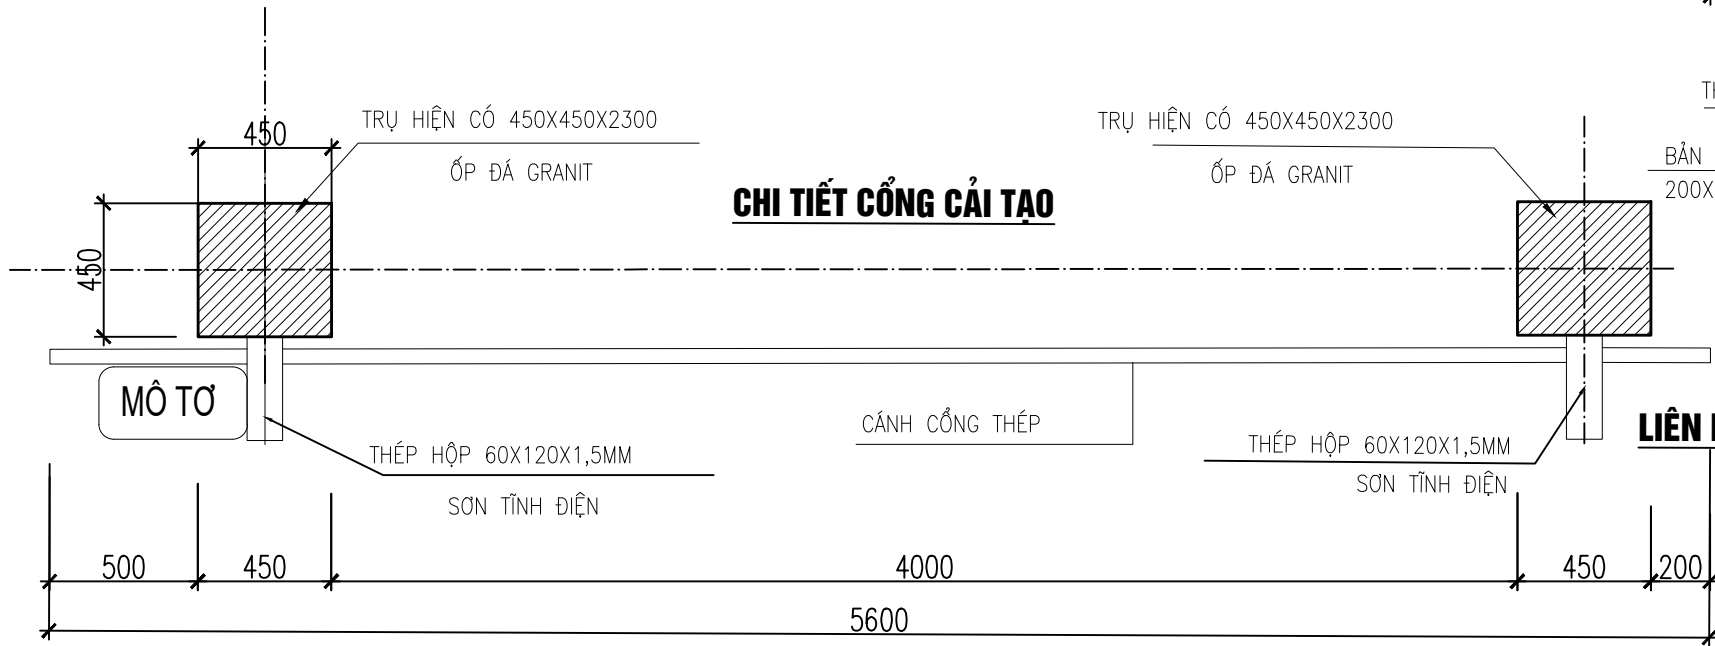 TRỤ HIỆN CÓ 450X450X2300
ỐP ĐÁ GRANIT
450
450
CHI TIẾT CỔNG CẢI TẠO
TRỤ HIỆN CÓ 450X450X2300
ỐP ĐÁ GRANIT
BẢN
200X
MÔ TƠ
THÉP HỘP 60X120X1,5MM
SƠN TĨNH ĐIỆN
CÁNH CỔNG THÉP
THÉP HỘP 60X120X1,5MM
SƠN TĨNH ĐIỆN
LIÊN
500
450
4000
450
200
5600